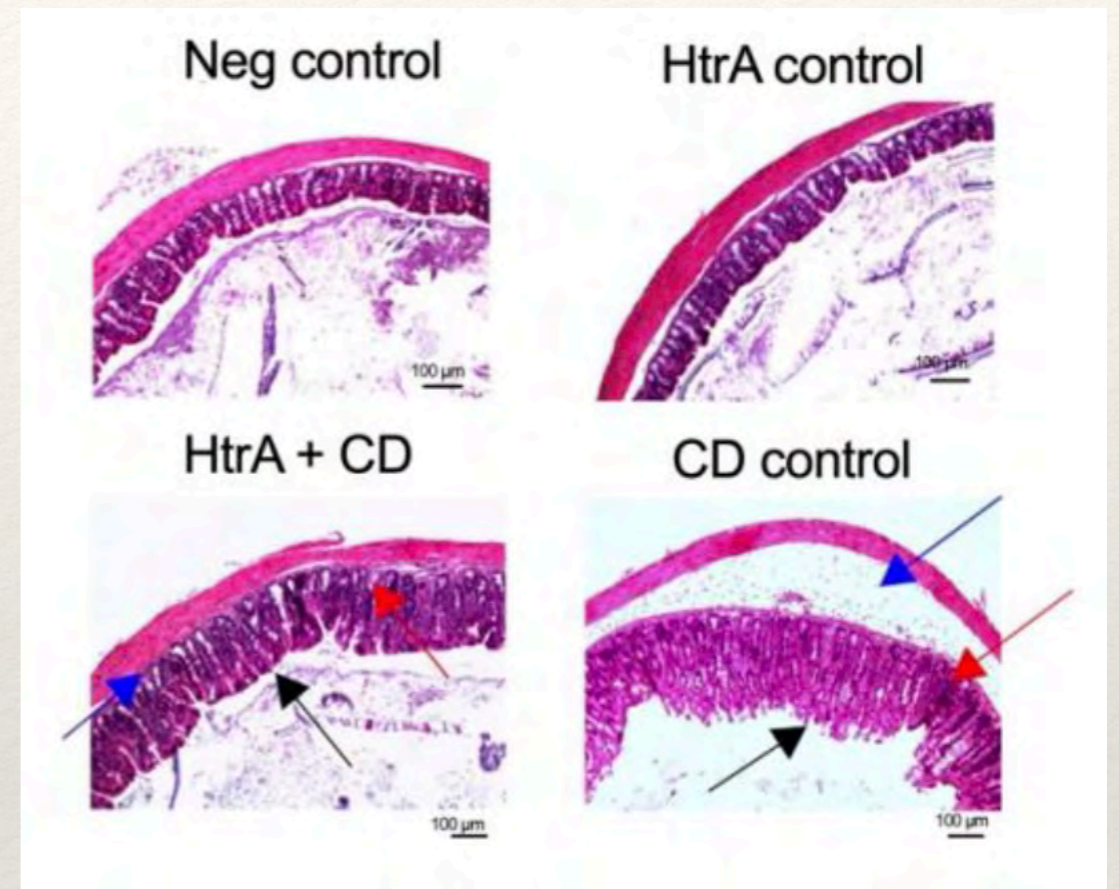 Neg control
HtrA control
100 µm
100 µm
HtrA + CD
CD control
100 µm
100 µm